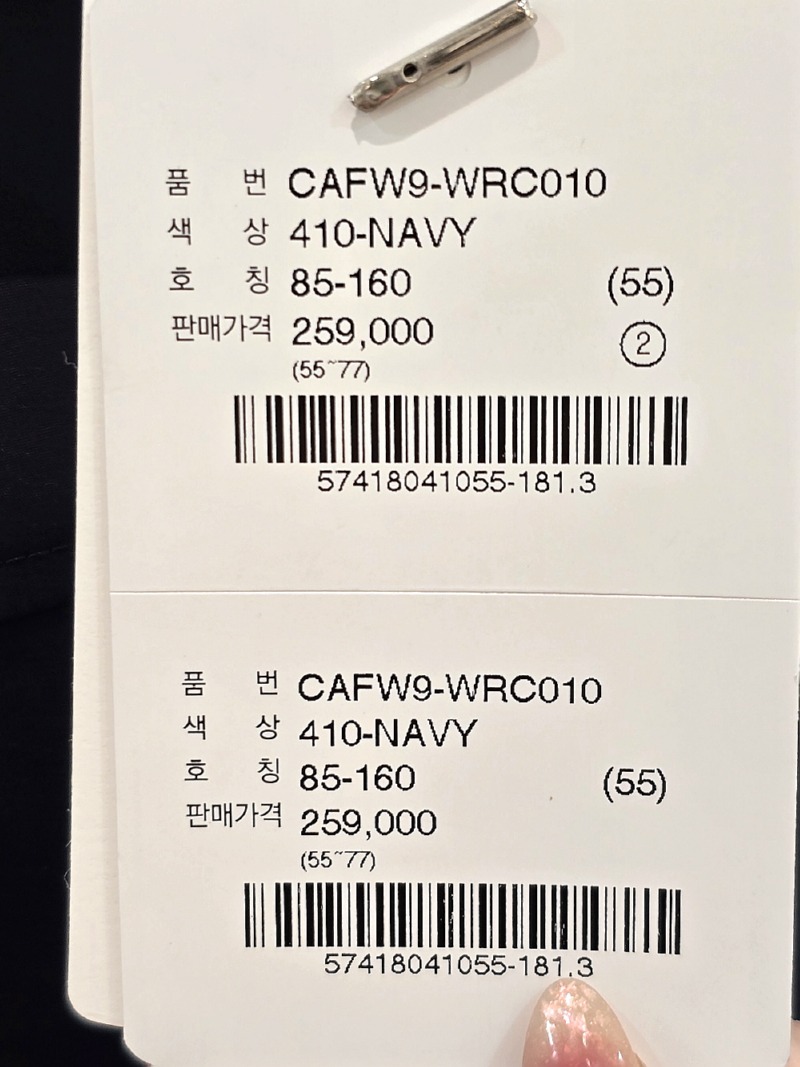 품 번 CAFW9-WRC010
색 상 410-NAVY
호 칭 85-160 (55)
판매가격 259,000 ②
(55~77)
57418041055-181.3
품 번 CAFW9-WRC010
색 상 410-NAVY
호 칭 85-160 (55)
판매가격 259,000
(55~77)
57418041055-181.3